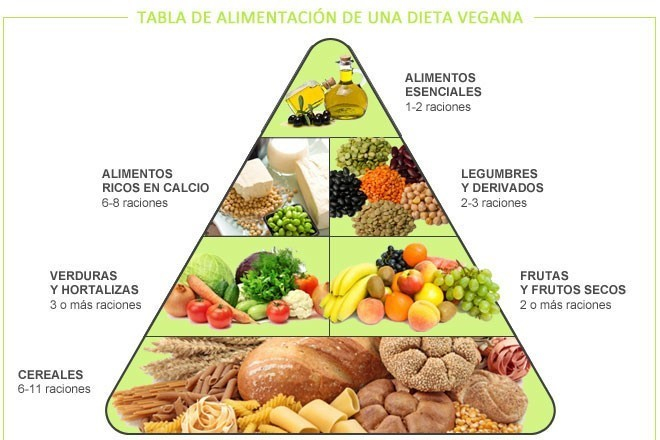 TABLA DE ALIMENTACIÓN DE UNA DIETA VEGANA
ALIMENTOS
ESENCIALES
1-2 raciones
ALIMENTOS
RICOS EN CALCIO
6-8 raciones
LEGUMBRES
Y DERIVADOS
2-3 raciones
VERDURAS
Y HORTALIZAS
3 o más raciones
FRUTAS
Y FRUTOS SECOS
2 o más raciones
CEREALES
6-11 raciones